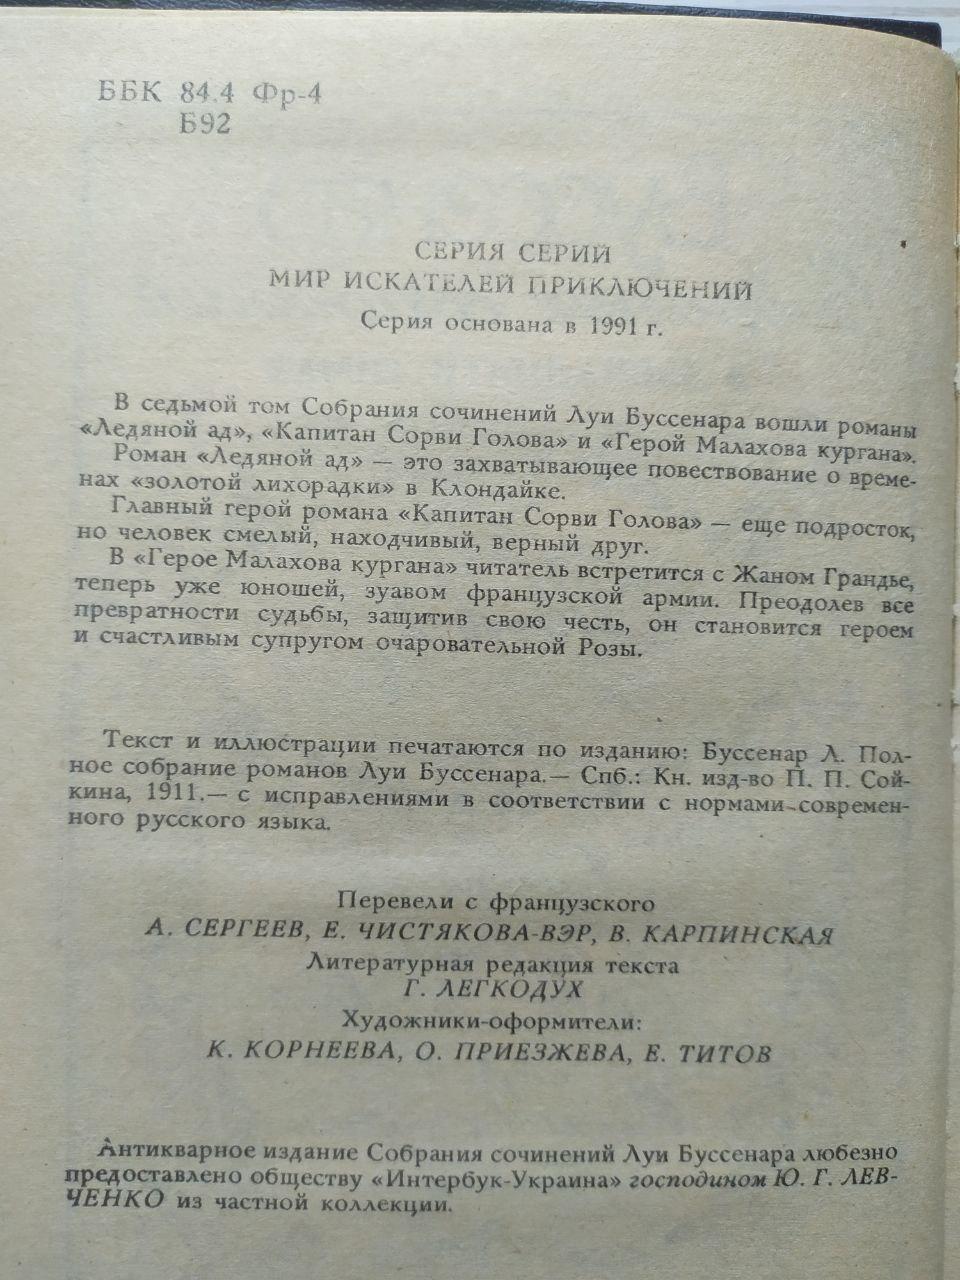 ББК 84.4 Фр-4
Б92
СЕРИЯ СЕРИЙ
МИР ИСКАТЕЛЕЙ ПРИКЛЮЧЕНИЙ
Серия основана в 1991 г.
В седьмой том Собрания сочинений Луи Буссенара вошли романы
«Ледяной ад», «Капитан Сорви Голова» и «Герой Малахова кургана».
Роман «Ледяной ад» — это захватывающее повествование о време-
нах «золотой лихорадки» в Клондайке.
Главный герой романа «Капитан Сорви Голова» — еще подросток,
но человек смелый, находчивый, верный друг.
В «Герое Малахова кургана» читатель встретится с Жаном Грандье,
теперь уже юношей, зуавом французской армии. Преодолев все
превратности судьбы, защитив свою честь, он становится героем
и счастливым супругом очаровательной Розы.
Текст и иллюстрации печатаются по изданию: Буссенар Л. Пол-
ное собрание романов Луи Буссенара.— Спб.: Кн. изд-во П. П. Сой-
кина, 1911.— с исправлениями в соответствии с нормами современ-
ного русского языка.
Перевели с французского
А. СЕРГЕЕВ, Е. ЧИСТЯКОВА-ВЭР, В. КАРПИНСКАЯ
Литературная редакция текста
Г. ЛЕГКОДУХ
Художники-оформители:
К. КОРНЕЕВА, О. ПРИЕЗЖЕВА, Е. ТИТОВ
Антикварное издание Собрания сочинений Луи Буссенара любезно
предоставлено обществу «Интербук-Украина» господином Ю. Г. ЛЕВ-
ЧЕНКО из частной коллекции.